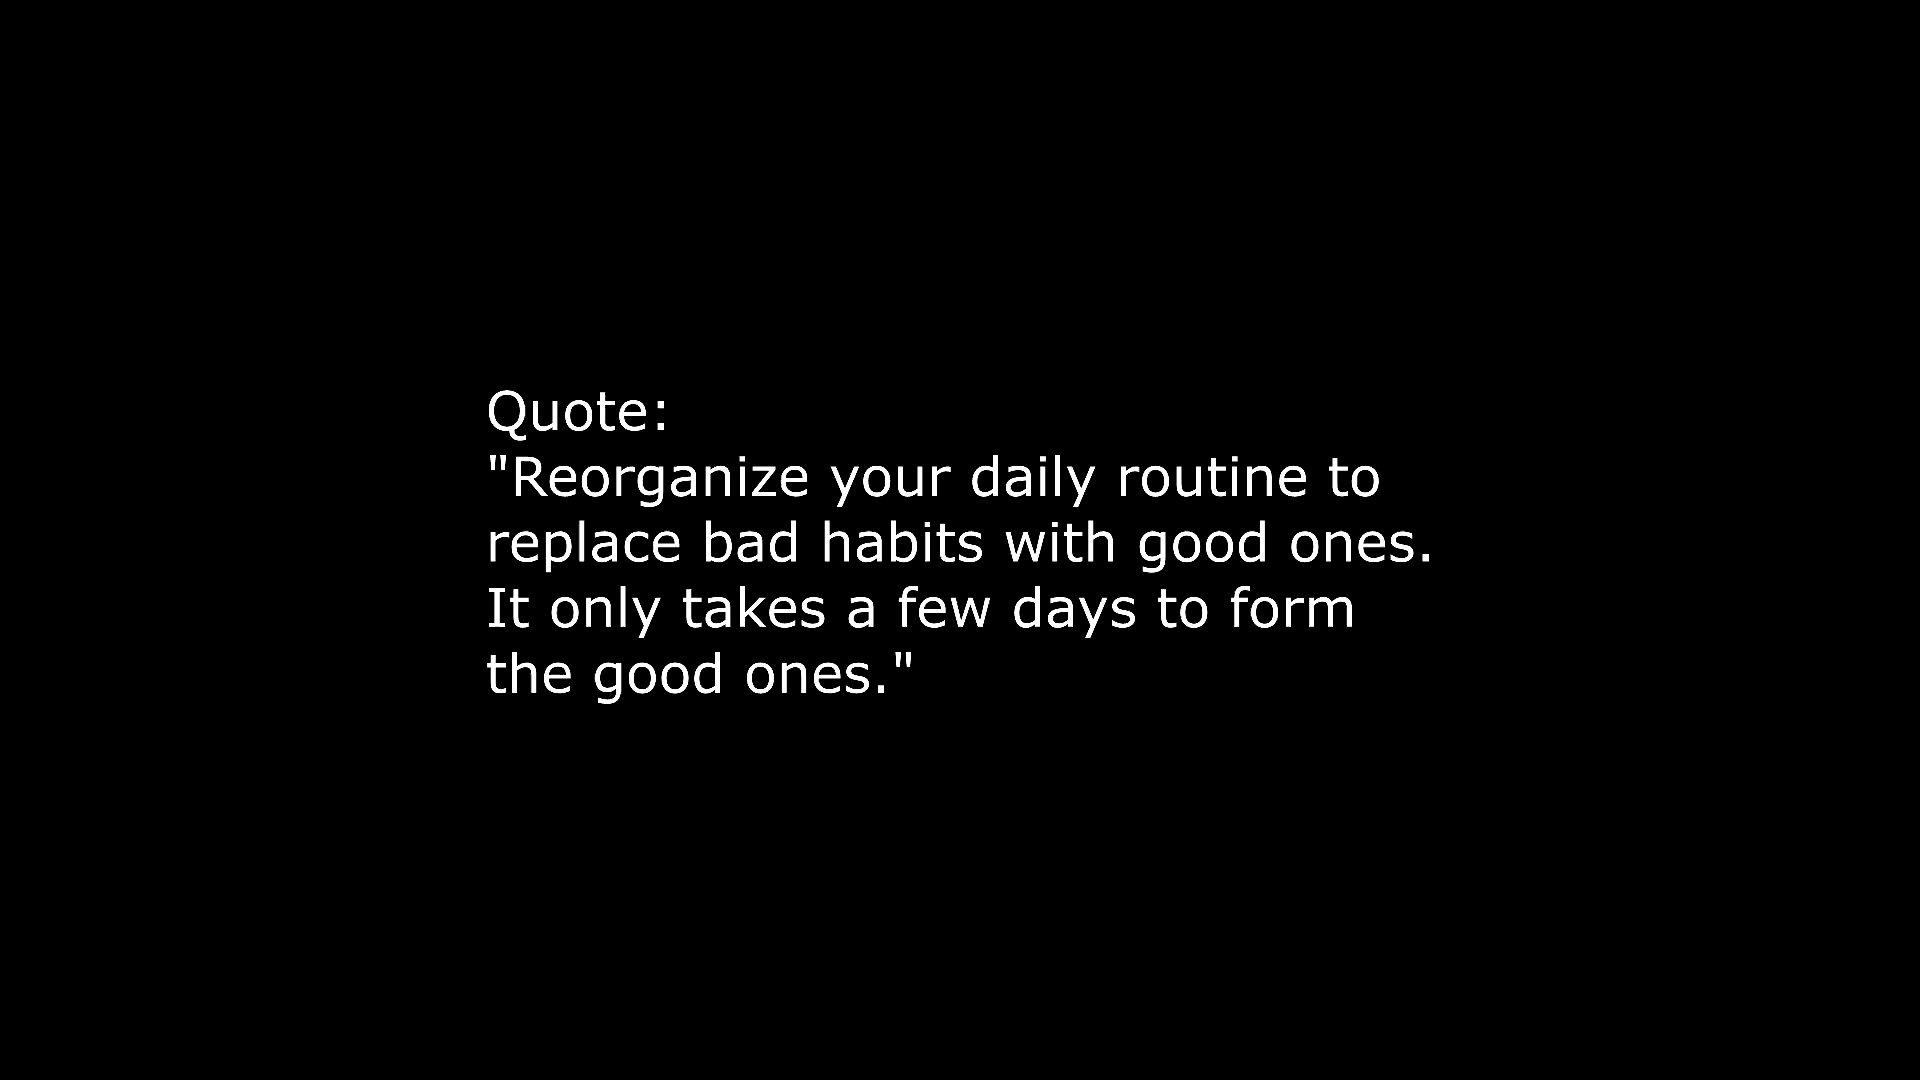 Quote:
"Reorganize your daily routine to
replace bad habits with good ones.
It only takes a few days to form
the good ones."